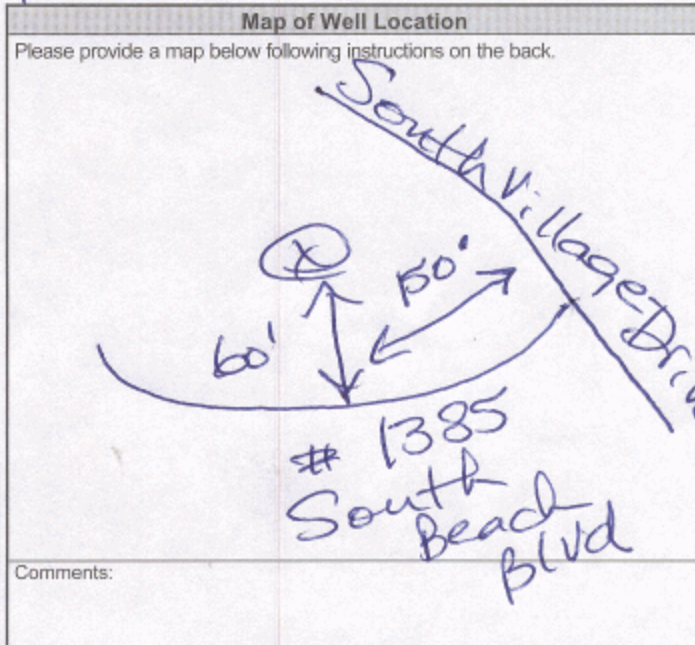 Map of Well Location
Please provide a map below following instructions on the back.
South Village Driv
X
150'
60'
# 1385
South
Beach
Blvd
Comments: